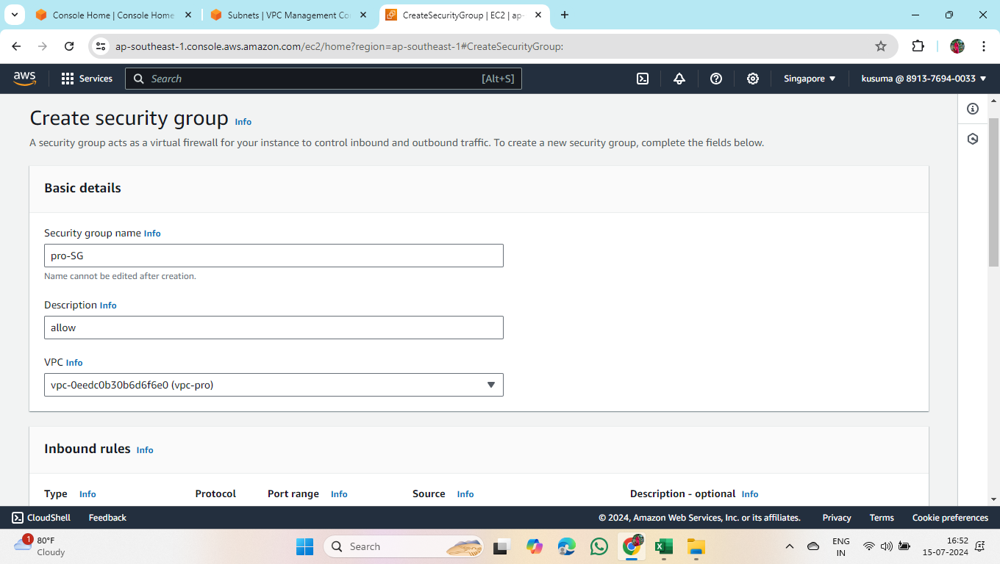 Console Home | Console Home
Subnets | VPC Management Co
CreateSecurityGroup | EC2 | ap-
ap-southeast-1.console.aws.amazon.com/ec2/home?region=ap-southeast-1#CreateSecurityGroup:
aws
Services
Search
[Alt+S]
Singapore
kusuma @ 8913-7694-0033
Create security group Info
A security group acts as a virtual firewall for your instance to control inbound and outbound traffic. To create a new security group, complete the fields below.
Basic details
Security group name Info
pro-SG
Name cannot be edited after creation.
Description Info
allow
VPC Info
vpc-0eedc0b30b6d6f6e0 (vpc-pro)
Inbound rules Info
Type Info Protocol Port range Info Source Info Description - optional Info
CloudShell Feedback © 2024, Amazon Web Services, Inc. or its affiliates. Privacy Terms Cookie preferences
1
80°F
Cloudy
Search
ENG
IN
16:52
15-07-2024